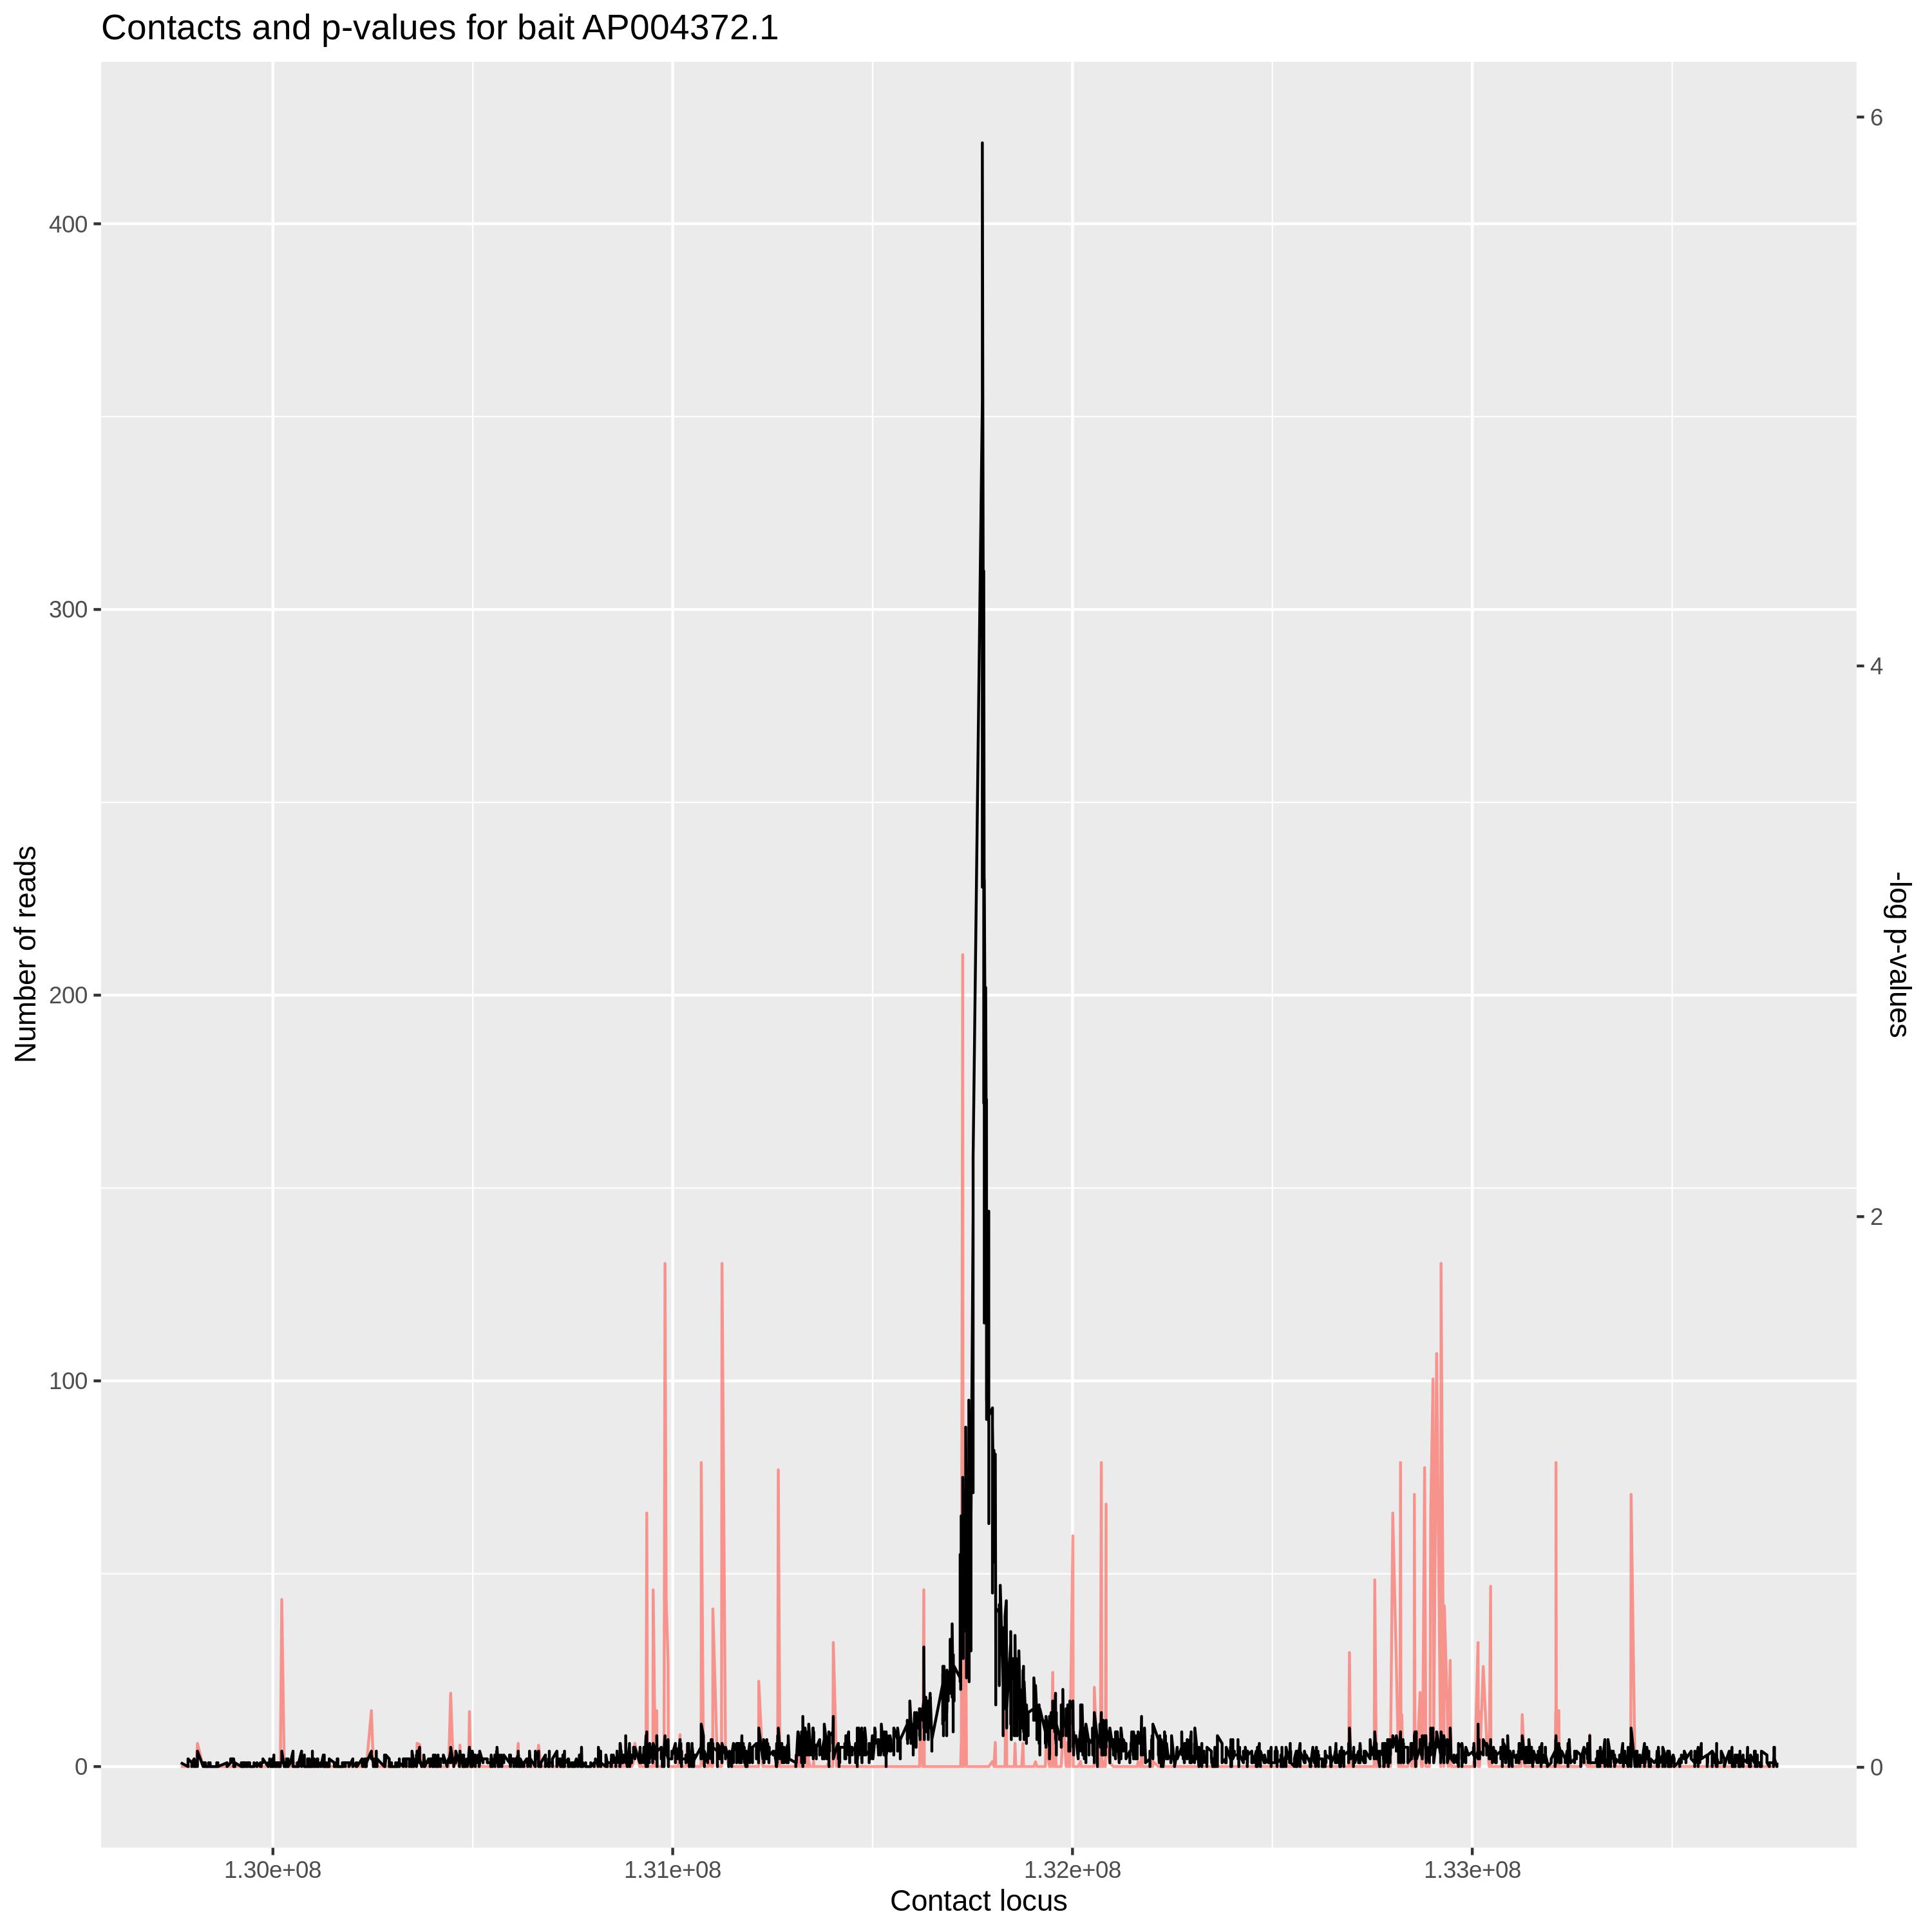 Contacts and p-values for bait AP004372.1
400
300
200
100
0
Number of reads
6
4
2
0
-log p-values
1.30e+08
1.31e+08
1.32e+08
1.33e+08
Contact locus